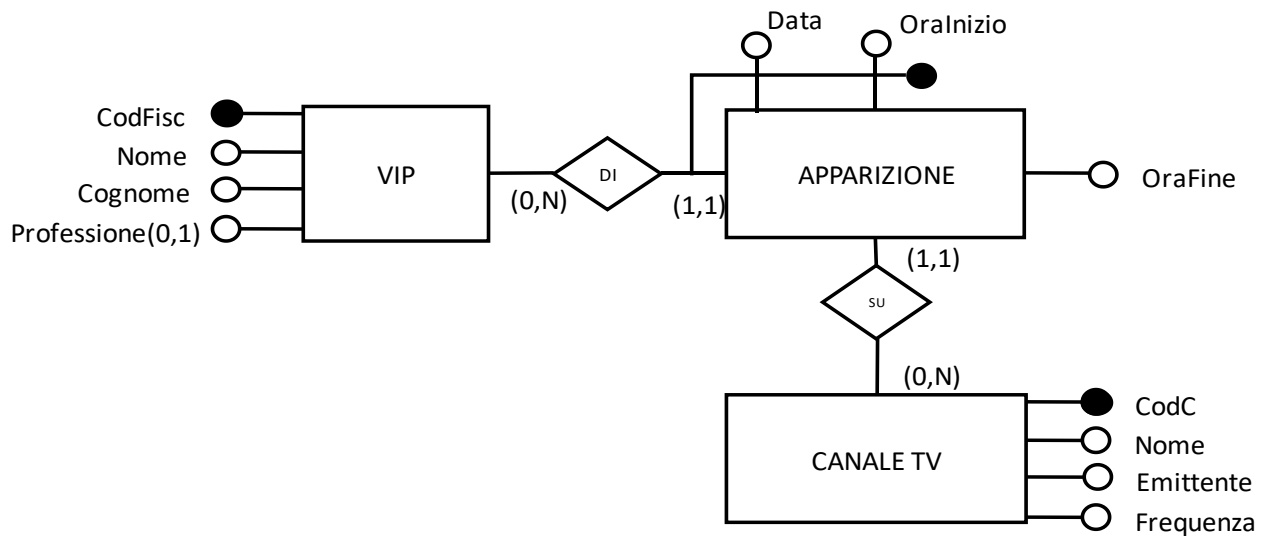 Data
OraInizio
CodFisc
Nome
Cognome
Professione(0,1)
VIP
(0,N)
DI
(1,1)
APPARIZIONE
OraFine
(1,1)
SU
(0,N)
CANALE TV
CodC
Nome
Emittente
Frequenza